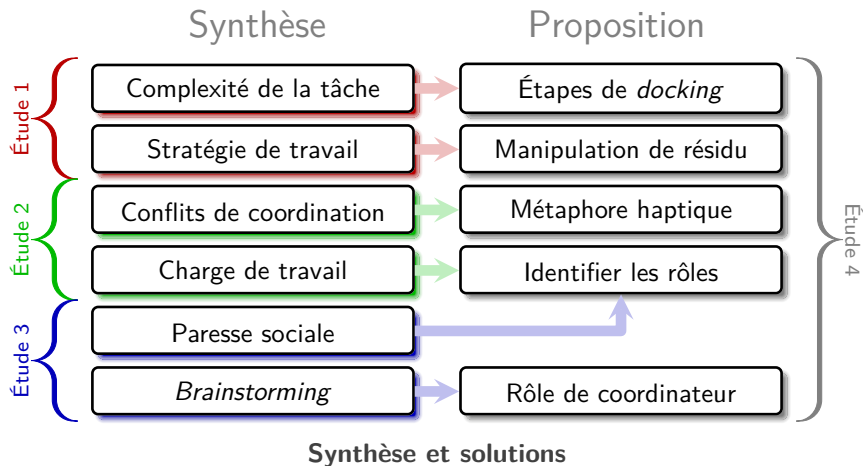 Synthèse
Proposition
Étude 1
Complexité de la tâche
Étapes de docking
Stratégie de travail
Manipulation de résidu
Étude 2
Conflits de coordination
Métaphore haptique
Charge de travail
Identifier les rôles
Étude 3
Paresse sociale
Brainstorming
Rôle de coordinateur
Étude 4
Synthèse et solutions